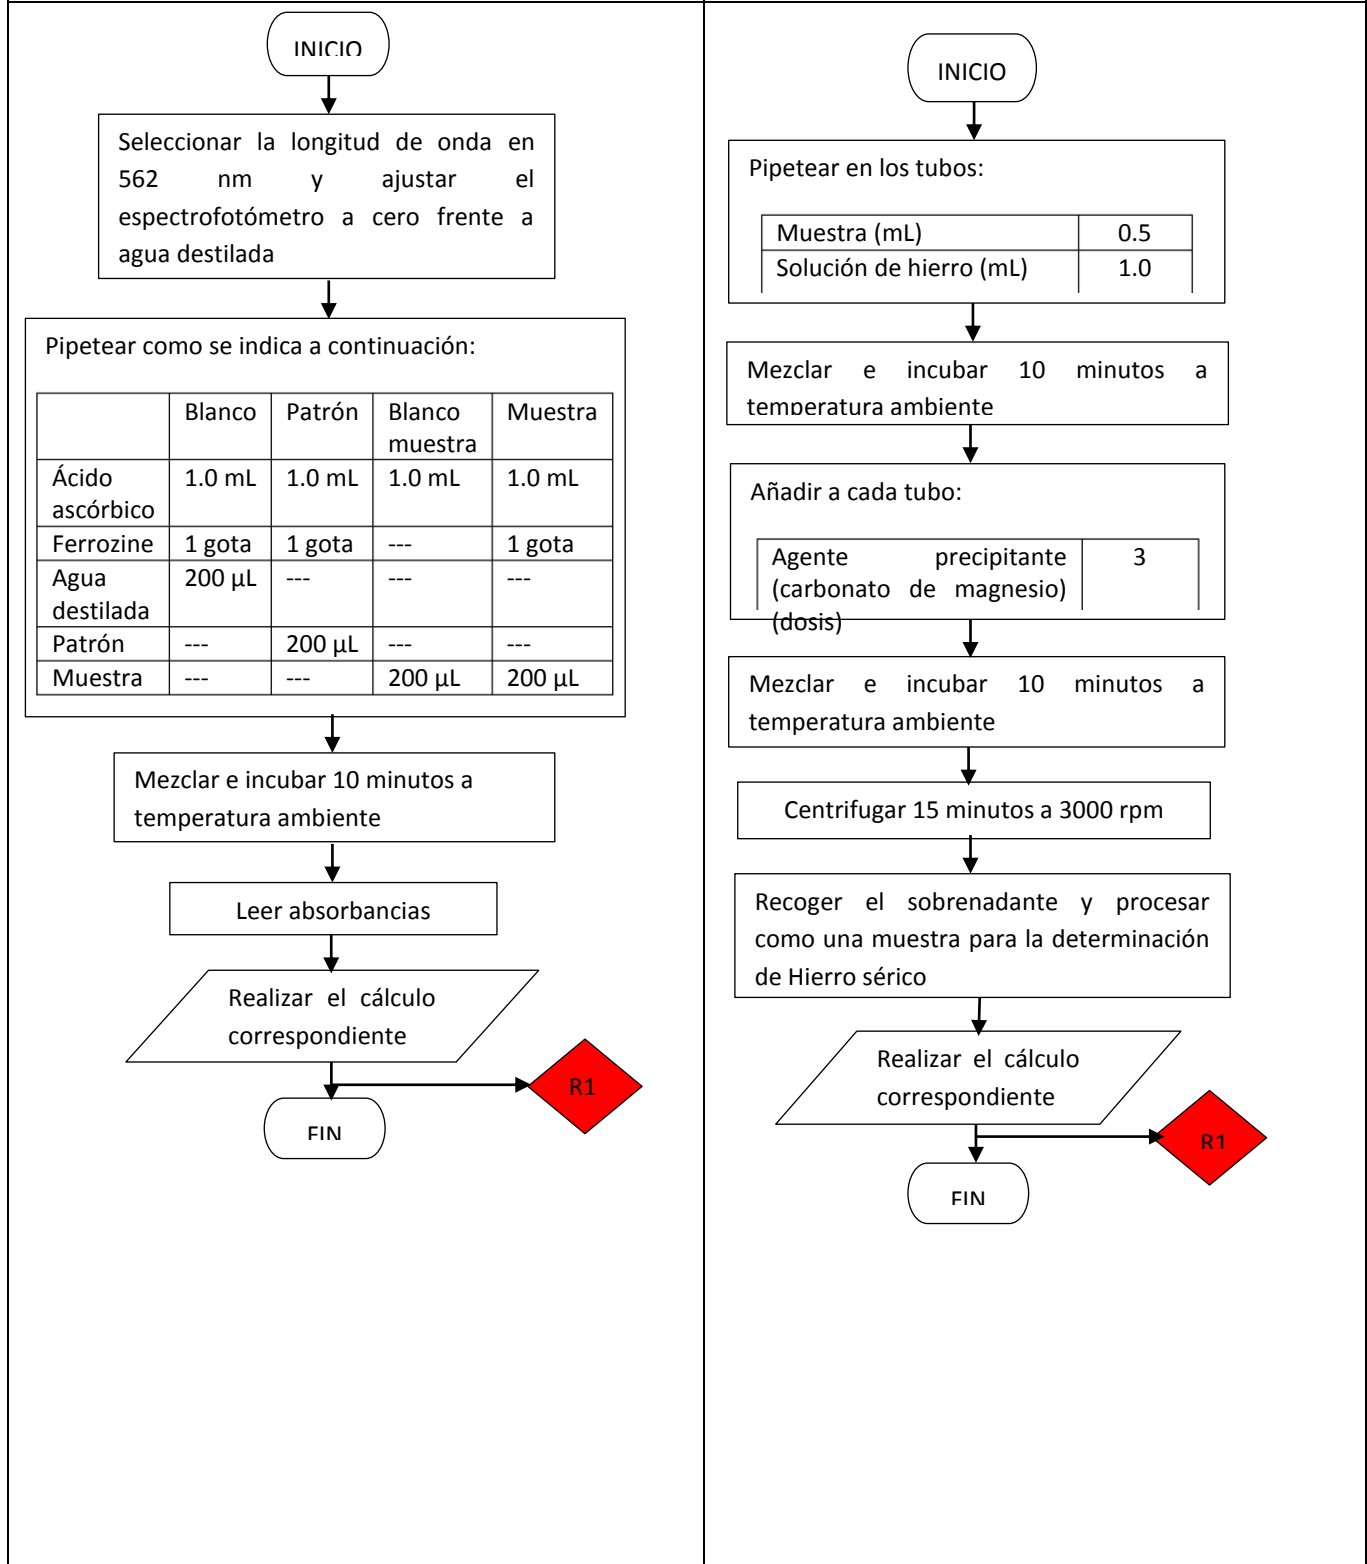 INICIO
Seleccionar la longitud de onda en
562 nm y ajustar el
espectrofotómetro a cero frente a
agua destilada
Pipetear como se indica a continuación:
Blanco Patrón Blanco muestra Muestra
Ácido ascórbico 1.0 mL 1.0 mL 1.0 mL 1.0 mL
Ferrozine 1 gota 1 gota --- 1 gota
Agua destilada 200 µL --- --- ---
Patrón --- 200 µL --- ---
Muestra --- --- 200 µL 200 µL
Mezclar e incubar 10 minutos a
temperatura ambiente
Leer absorbancias
Realizar el cálculo
correspondiente
R1
FIN
INICIO
Pipetear en los tubos:
Muestra (mL) 0.5
Solución de hierro (mL) 1.0
Mezclar e incubar 10 minutos a
temperatura ambiente
Añadir a cada tubo:
Agente precipitante 3
(carbonato de magnesio)
(dosis)
Mezclar e incubar 10 minutos a
temperatura ambiente
Centrifugar 15 minutos a 3000 rpm
Recoger el sobrenadante y procesar
como una muestra para la determinación
de Hierro sérico
Realizar el cálculo
correspondiente
R1
FIN